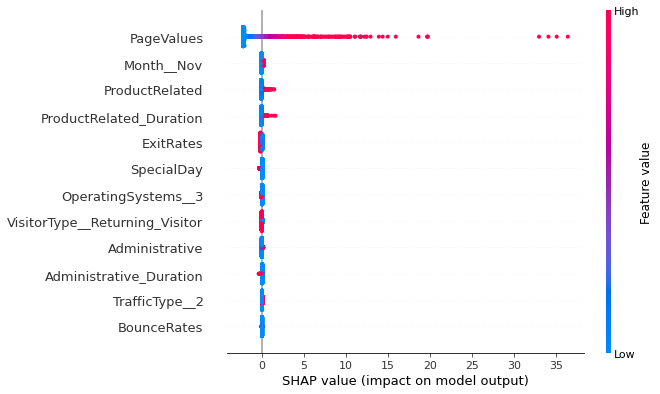 High
PageValues
Month__Nov
ProductRelated
ProductRelated_Duration
ExitRates
SpecialDay
OperatingSystems__3
VisitorType__Returning_Visitor
Administrative
Administrative_Duration
TrafficType__2
BounceRates
Feature value
Low
0 5 10 15 20 25 30 35
SHAP value (impact on model output)